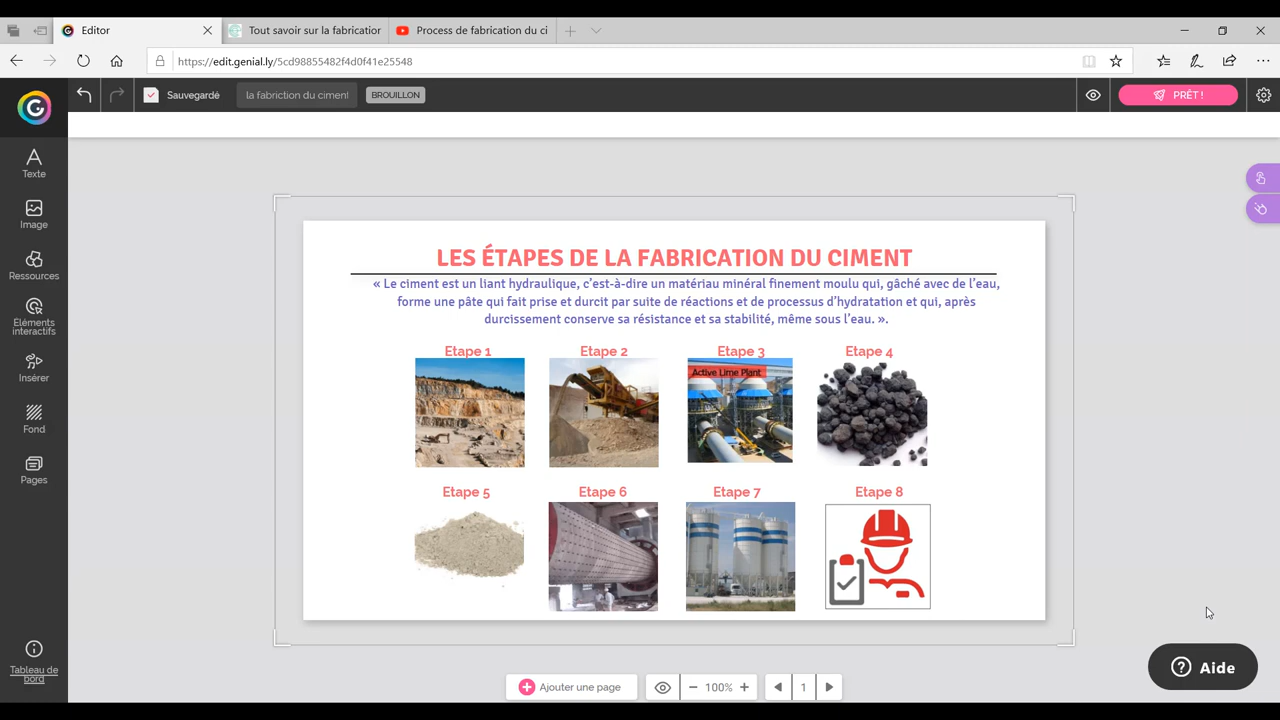 Editor
Tout savoir sur la fabrication
Process de fabrication du ci
https://edit.genial.ly/5cd98855482f4d0f41e25548
Sauvegardé
la fabriction du ciment
BROUILLON
PRÊT !
Texte
Image
Ressources
Éléments
interactifs
Insérer
Fond
Pages
Tableau de
bord
LES ÉTAPES DE LA FABRICATION DU CIMENT
« Le ciment est un liant hydraulique, c’est-à-dire un matériau minéral finement moulu qui, gâché avec de l’eau,
forme une pâte qui fait prise et durcit par suite de réactions et de processus d’hydratation et qui, après
durcissement conserve sa résistance et sa stabilité, même sous l’eau. ».
Etape 1
Etape 2
Etape 3
Etape 4
Active Lime Plant
Etape 5
Etape 6
Etape 7
Etape 8
Ajouter une page
100%
1
Aide